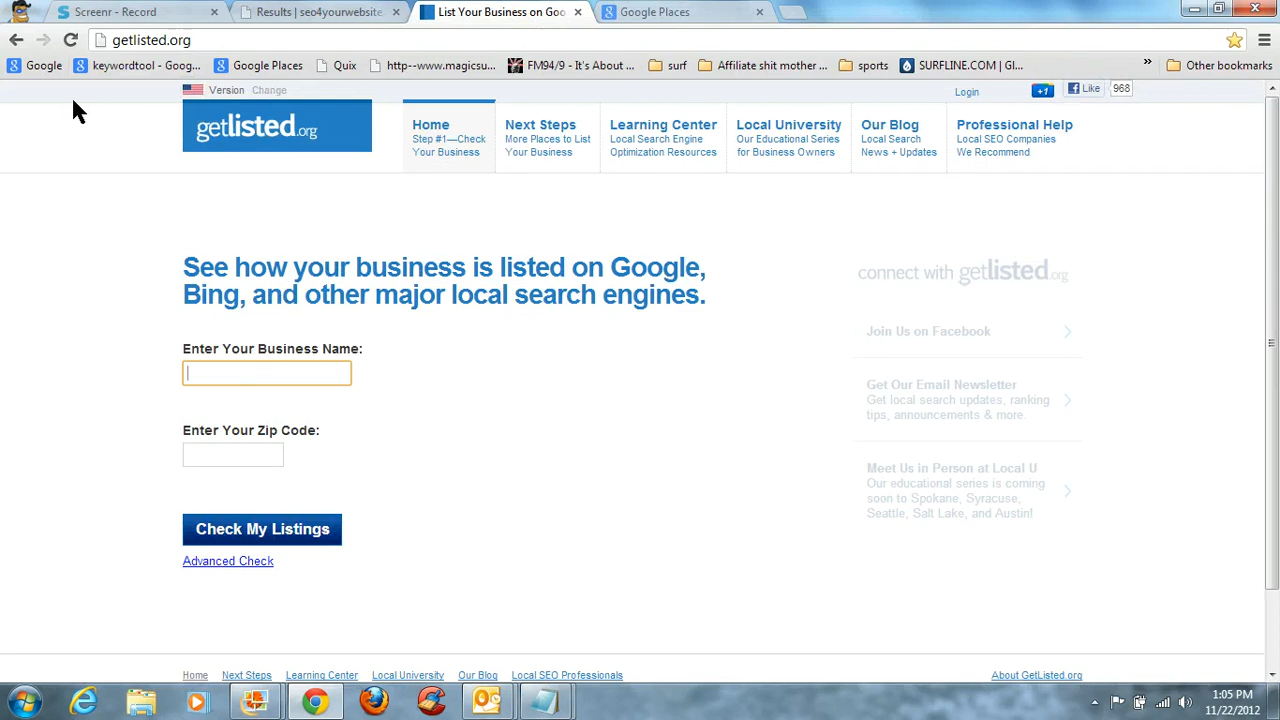 Screenr - Record
Results | seo4yourwebsite
List Your Business on Goo
Google Places
getlisted.org
Google
keywordtool - Goog...
Google Places
Quix
http--www.magicsu...
FM94/9 - It's About ...
surf
Affiliate shit mother ...
sports
SURFLINE.COM | Gl...
»
Other bookmarks
Version Change
Login
+1
Like
968
getlisted.org
Home
Step #1—Check
Your Business
Next Steps
More Places to List
Your Business
Learning Center
Local Search Engine
Optimization Resources
Local University
Our Educational Series
for Business Owners
Our Blog
Local Search
News + Updates
Professional Help
Local SEO Companies
We Recommend
See how your business is listed on Google,
Bing, and other major local search engines.
Enter Your Business Name:
Enter Your Zip Code:
Check My Listings
Advanced Check
connect with getlisted.org
Join Us on Facebook
Get Our Email Newsletter
Get local search updates, ranking
tips, announcements & more.
Meet Us in Person at Local U
Our educational series is coming
soon to Spokane, Syracuse,
Seattle, Salt Lake, and Austin!
Home Next Steps Learning Center Local University Our Blog Local SEO Professionals
About GetListed.org
1:05 PM
11/22/2012